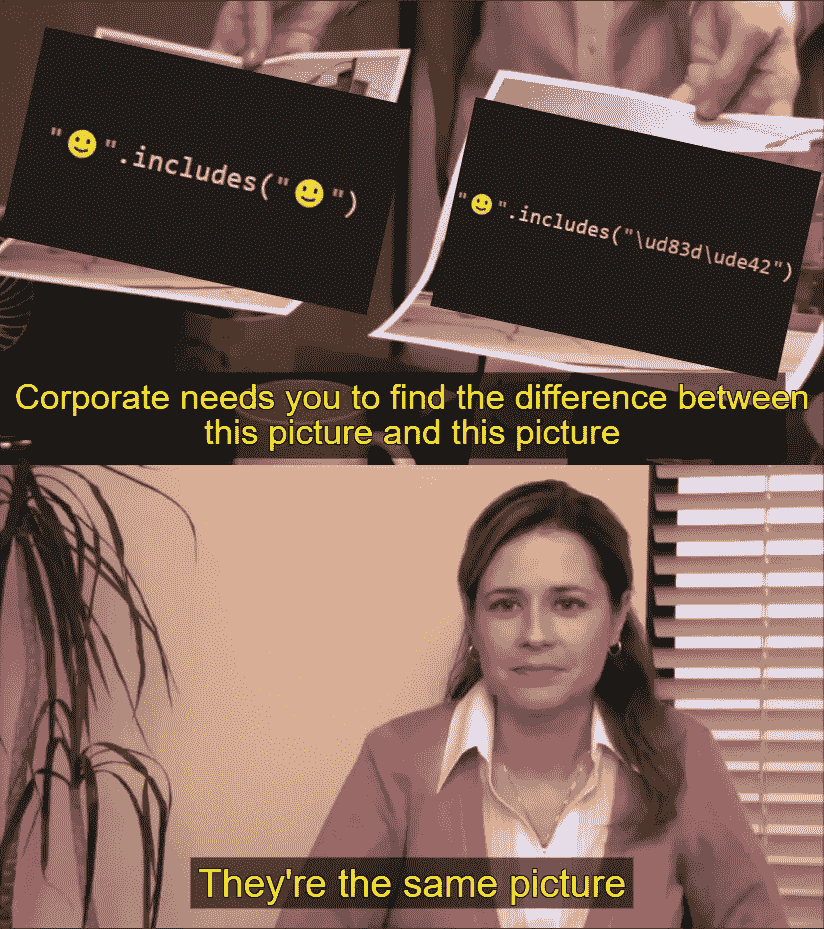 "🙂".includes("🙂")
"🙂".includes("\ud83d\ude42")
Corporate needs you to find the difference between
this picture and this picture
They're the same picture